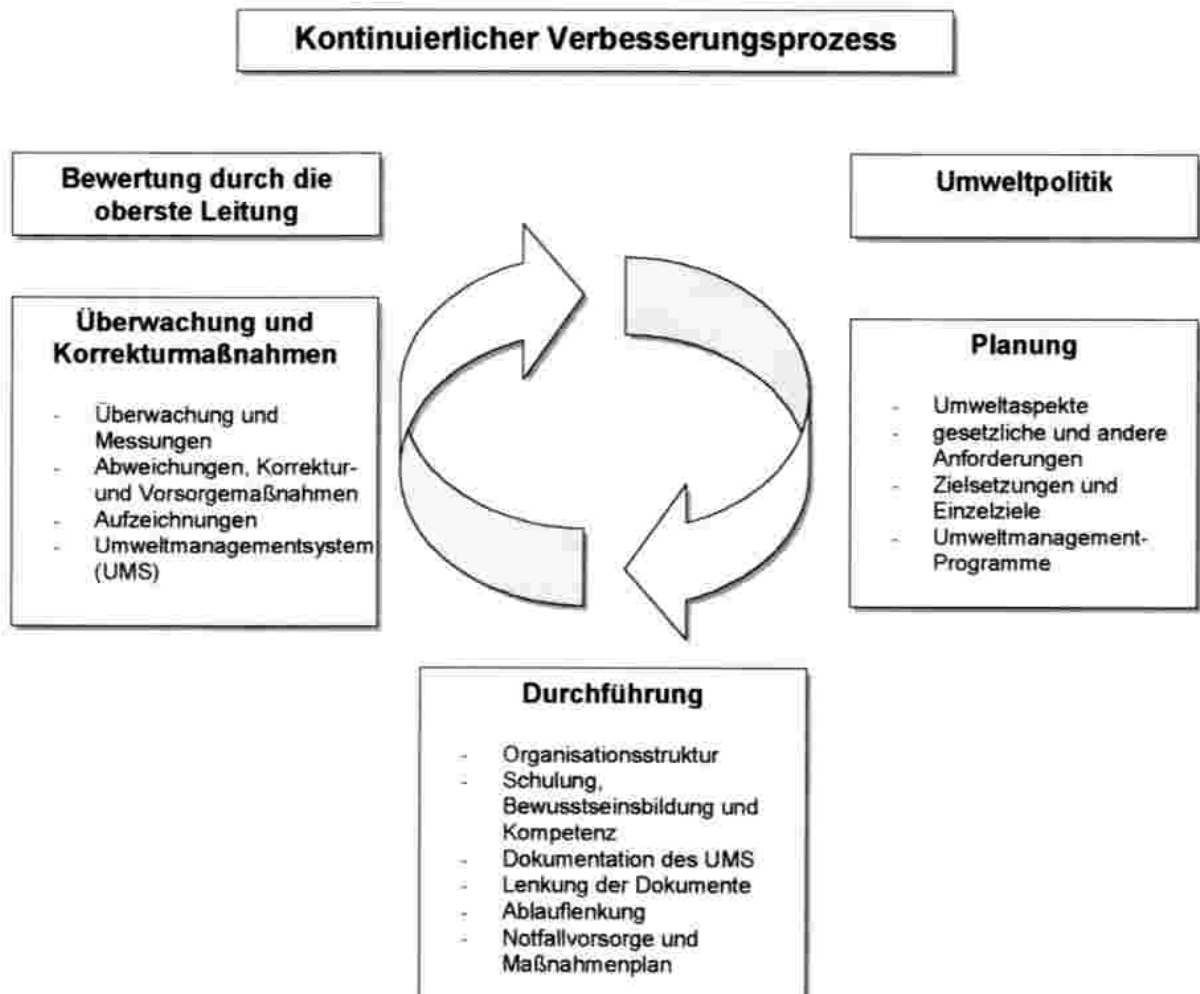 Kontinuierlicher Verbesserungsprozess
Bewertung durch die
oberste Leitung
Umweltpolitik
Überwachung und
Korrekturmaßnahmen
- Überwachung und
Messungen
- Abweichungen, Korrektur-
und Vorsorgemaßnahmen
- Aufzeichnungen
- Umweltmanagementsystem
(UMS)
Planung
- Umweltaspekte
- gesetzliche und andere
Anforderungen
- Zielsetzungen und
Einzelziele
- Umweltmanagement-
Programme
Durchführung
- Organisationsstruktur
- Schulung,
Bewusstseinsbildung und
Kompetenz
- Dokumentation des UMS
- Lenkung der Dokumente
- Ablauflenkung
- Notfallvorsorge und
Maßnahmenplan